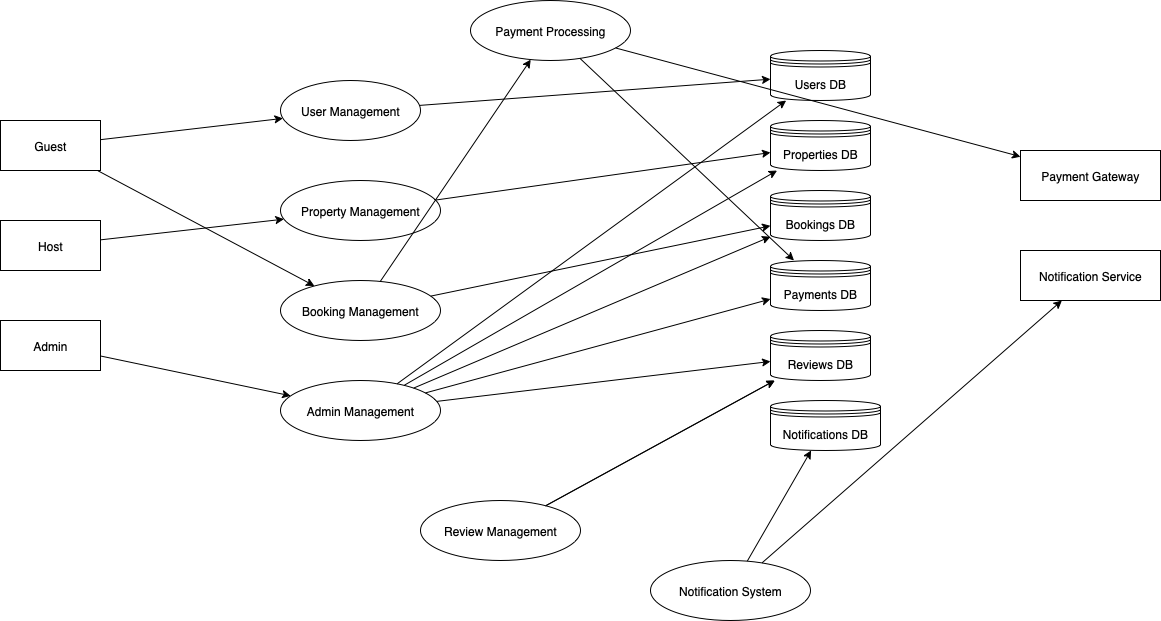 Payment Processing
Users DB
User Management
Guest
Properties DB
Payment Gateway
Property Management
Bookings DB
Host
Notification Service
Booking Management
Payments DB
Admin
Reviews DB
Admin Management
Notifications DB
Review Management
Notification System